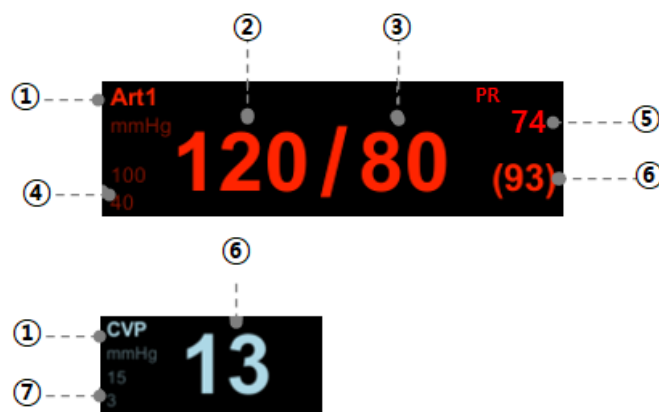 ② ③
① Art1 PR
mmHg 120 / 80 74 ⑤
100 (93) ⑥
④ 40
⑥
① CVP 13
mmHg
15
⑦ 3